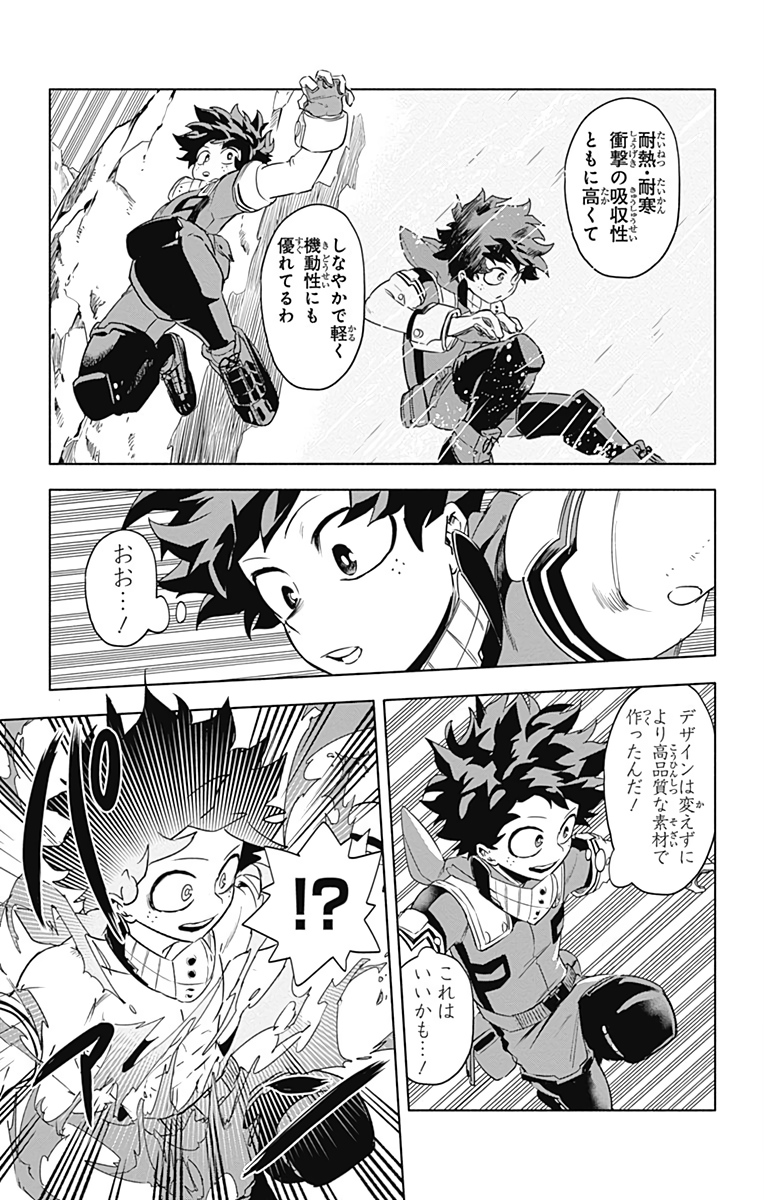 耐熱・耐寒
衝撃の吸収性
ともに高くて
しなやかで軽く
機動性にも
優れてるわ
おお…!
デザインは変えずに
より高品質な素材で
作ったんだ!
これは
いいかも…!
!?